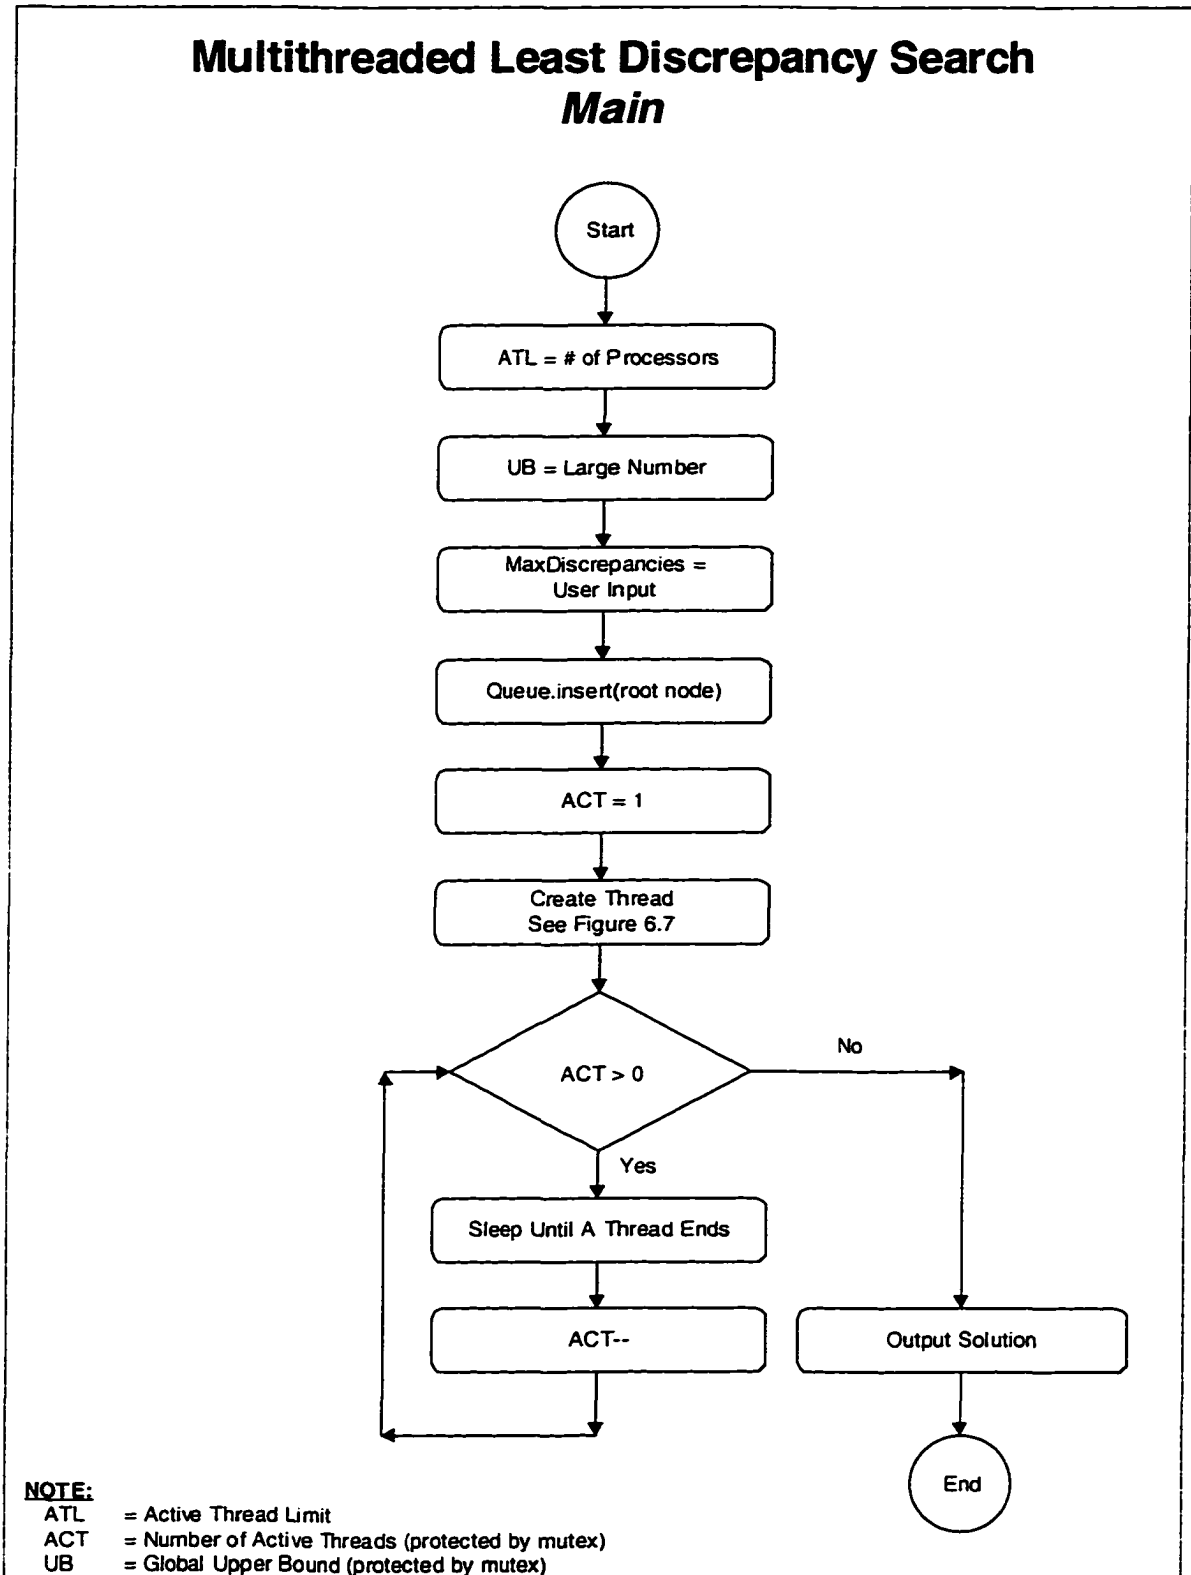 Multithreaded Least Discrepancy Search
Main
Start
ATL = # of Processors
UB = Large Number
MaxDiscrepancies =
User Input
Queue.insert(root node)
ACT = 1
Create Thread
See Figure 6.7
ACT > 0
No
Yes
Sleep Until A Thread Ends
ACT--
Output Solution
End
NOTE:
ATL = Active Thread Limit
ACT = Number of Active Threads (protected by mutex)
UB = Global Upper Bound (protected by mutex)